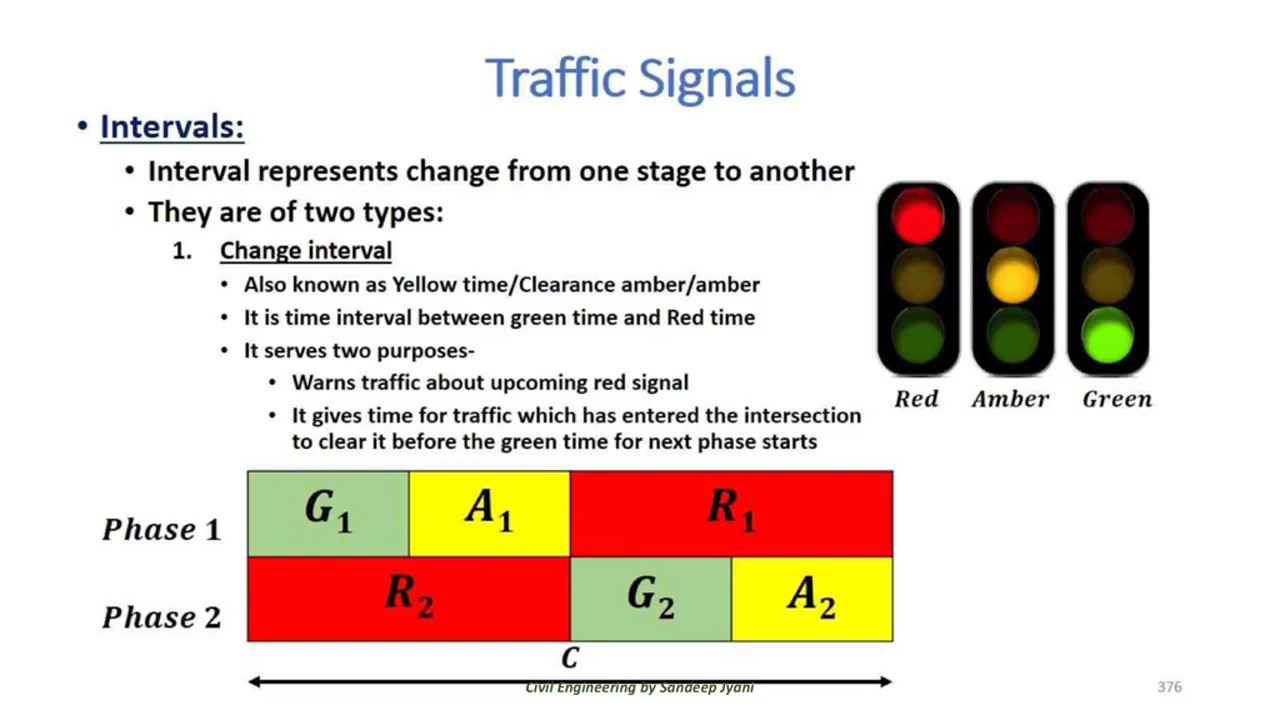 Traffic Signals
• Intervals:
• Interval represents change from one stage to another
• They are of two types:
1. Change interval
• Also known as Yellow time/Clearance amber/amber
• It is time interval between green time and Red time
• It serves two purposes-
• Warns traffic about upcoming red signal
• It gives time for traffic which has entered the intersection
to clear it before the green time for next phase starts
Red Amber Green
Phase 1 G₁ A₁ R₁
Phase 2 R₂ G₂ A₂
C
Civil Engineering by Sandeep Jyani
376